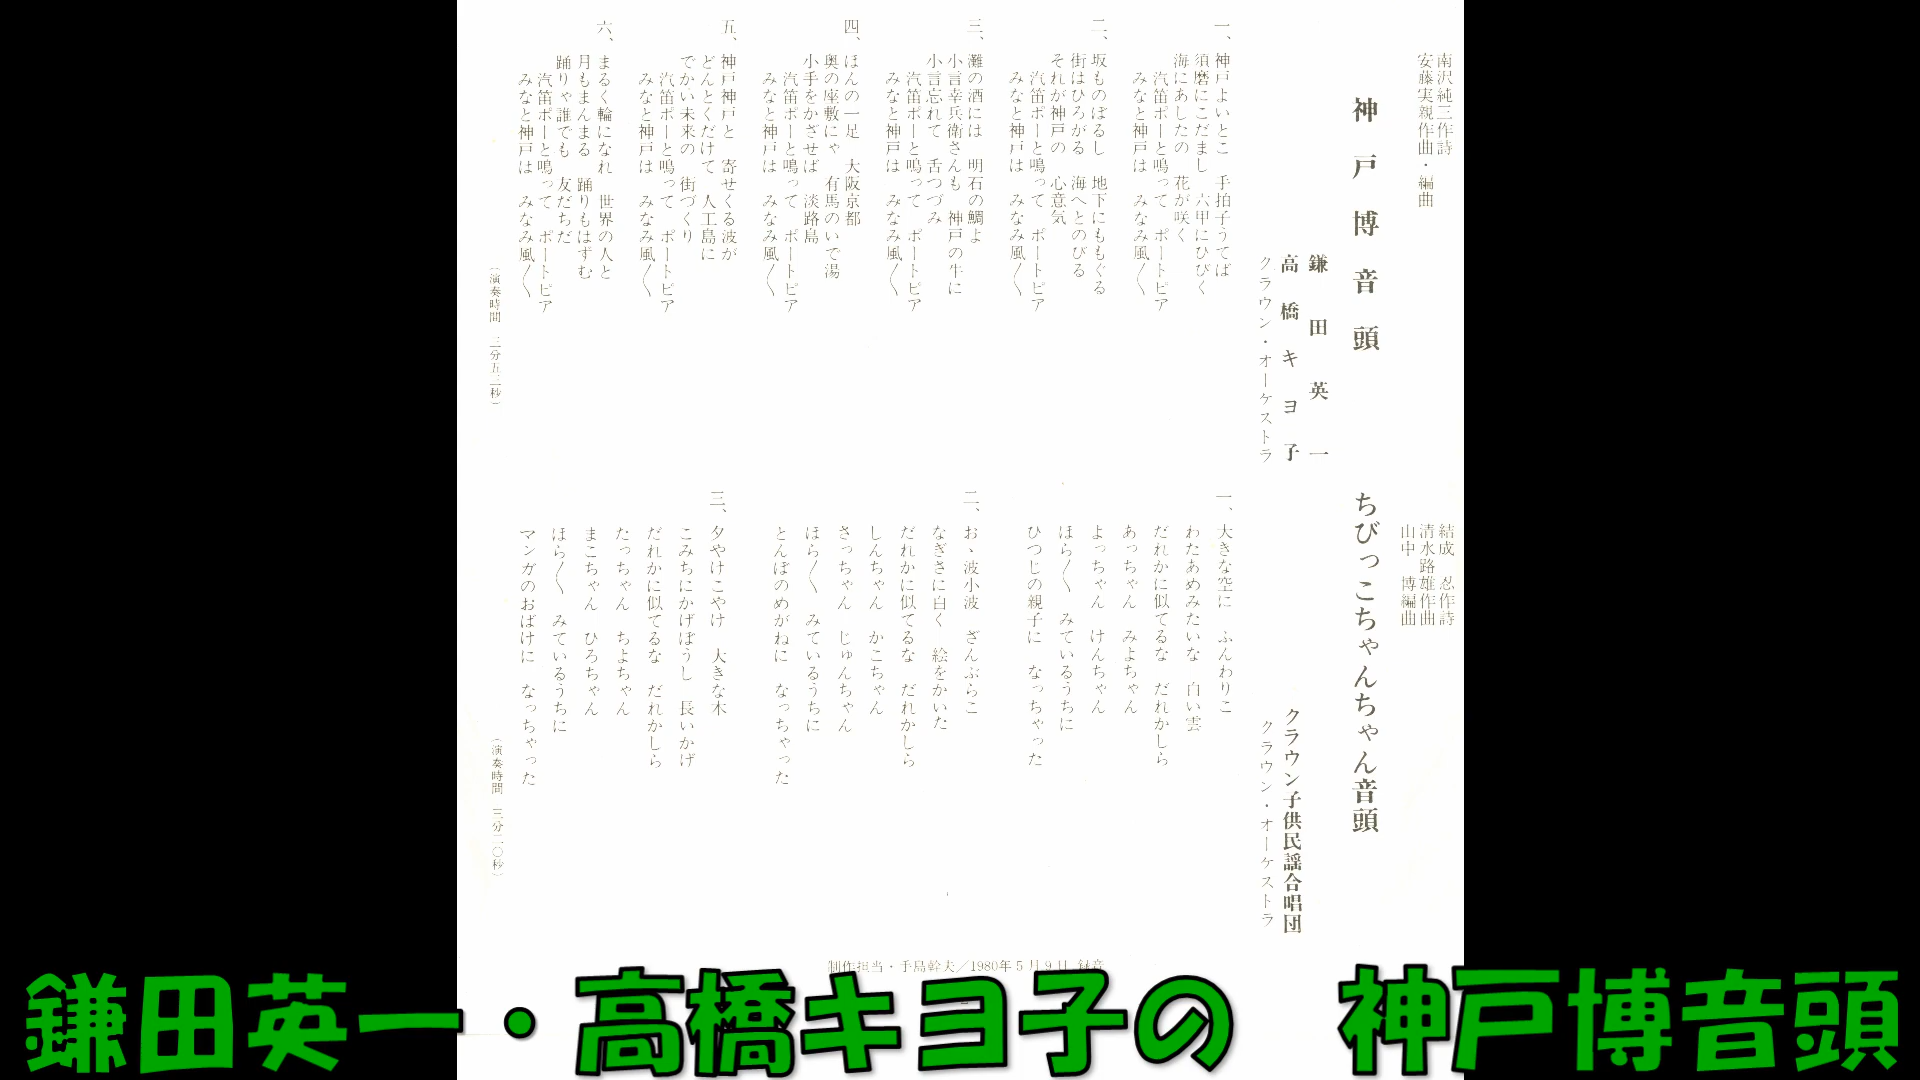 南沢純三作詩
安藤実親作曲・編曲
神戸博音頭
鎌田英一
高橋キヨ子
クラウン・オーケストラ
一、神戸よいとこ　手拍子うてば
須磨にこだまし　六甲にひびく
海にあしたの　花が咲く
汽笛ポーと鳴って　ポートピア
みなと神戸は　みなみ風〳〵
二、坂ものぼるし　地下にももぐる
街はひろがる　海へとのびる
それが神戸の　心意気
汽笛ポーと鳴って　ポートピア
みなと神戸は　みなみ風〳〵
三、灘の酒には　明石の鯛よ
小言幸兵衛さんも　神戸の牛に
小言忘れて　舌つづみ
汽笛ポーと鳴って　ポートピア
みなと神戸は　みなみ風〳〵
四、ほんの一足　大阪京都
奥の座敷にゃ　有馬のいで湯
小手をかざせば　淡路島
汽笛ポーと鳴って　ポートピア
みなと神戸は　みなみ風〳〵
五、神戸神戸と　寄せくる波が
どんとくだけて　人工島に
でかい未来の　街づくり
汽笛ポーと鳴って　ポートピア
みなと神戸は　みなみ風〳〵
六、まるく輪になれ　世界の人と
月もまんまる　踊りもはずむ
踊りゃ誰でも　友だちだ
汽笛ポーと鳴って　ポートピア
みなと神戸は　みなみ風〳〵
（演奏時間　三分五二秒）
結成　忍作詩
清水路雄作曲
山中　博編曲
ちびっこちゃんちゃん音頭
クラウン子供民謡合唱団
クラウン・オーケストラ
一、大きな空に　ふんわりこ
わたあめみたいな　白い雲
だれかに似てるな　だれかしら
あっちゃん　みよちゃん
よっちゃん　けんちゃん
ほら〳〵　みているうちに
ひつじの親子に　なっちゃった
二、おゝ波小波　ざんぶらこ
なぎさに白く　絵をかいた
だれかに似てるな　だれかしら
しんちゃん　かこちゃん
さっちゃん　じゅんちゃん
ほら〳〵　みているうちに
とんぼのめがねに　なっちゃった
三、夕やけこやけ　大きな木
こみちにかげぼうし　長いかげ
だれかに似てるな　だれかしら
たっちゃん　ちよちゃん
まこちゃん　ひろちゃん
ほら〳〵　みているうちに
マンガのおばけに　なっちゃった
（演奏時間　三分二〇秒）
制作担当・手島幹夫／1980年5月9日 録音
鎌田英一・高橋キヨ子の　神戸博音頭